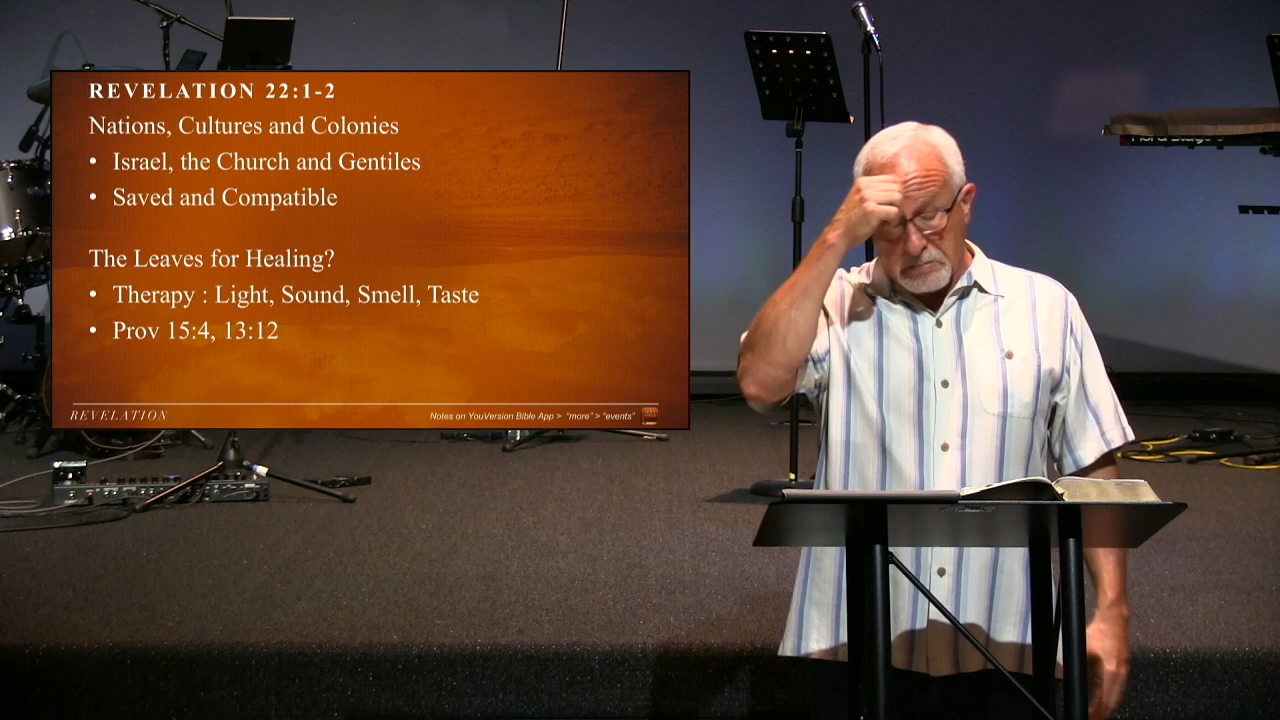 REVELATION 22:1-2
Nations, Cultures and Colonies
• Israel, the Church and Gentiles
• Saved and Compatible
The Leaves for Healing?
• Therapy : Light, Sound, Smell, Taste
• Prov 15:4, 13:12
REVELATION
Notes on YouVersion Bible App > "more" > "events"